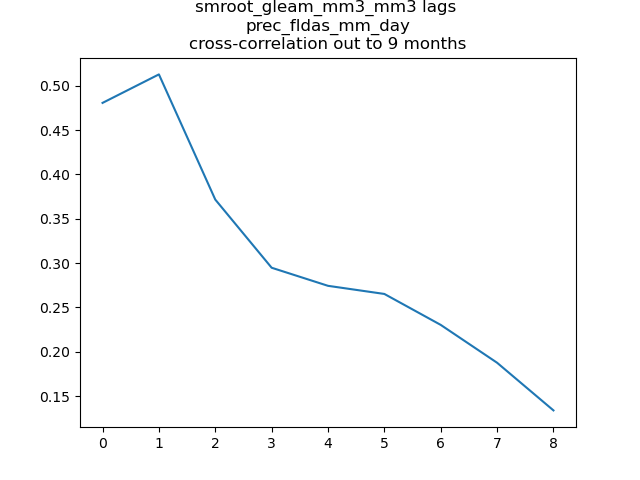 smroot_gleam_mm3_mm3 lags
prec_fldas_mm_day
cross-correlation out to 9 months
0.50
0.45
0.40
0.35
0.30
0.25
0.20
0.15
0 1 2 3 4 5 6 7 8